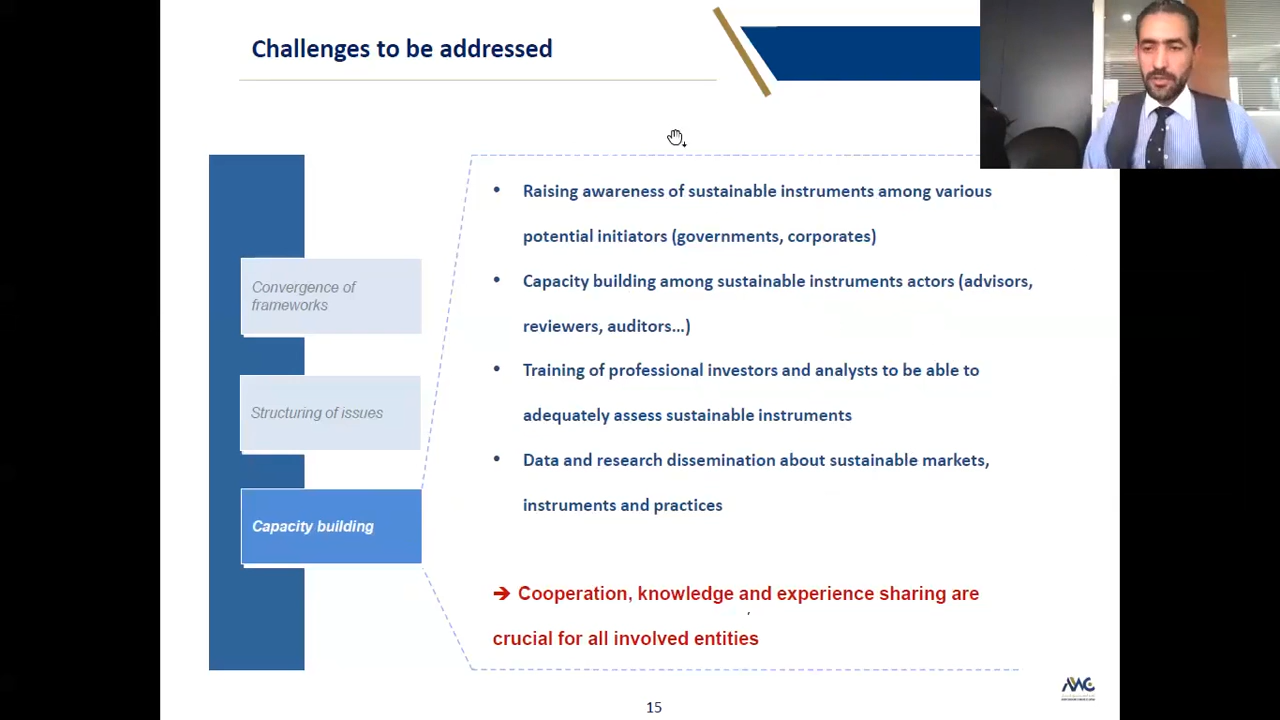 Challenges to be addressed
Convergence of
frameworks
Structuring of issues
Capacity building
• Raising awareness of sustainable instruments among various
potential initiators (governments, corporates)
• Capacity building among sustainable instruments actors (advisors,
reviewers, auditors…)
• Training of professional investors and analysts to be able to
adequately assess sustainable instruments
• Data and research dissemination about sustainable markets,
instruments and practices
➔ Cooperation, knowledge and experience sharing are
crucial for all involved entities
15